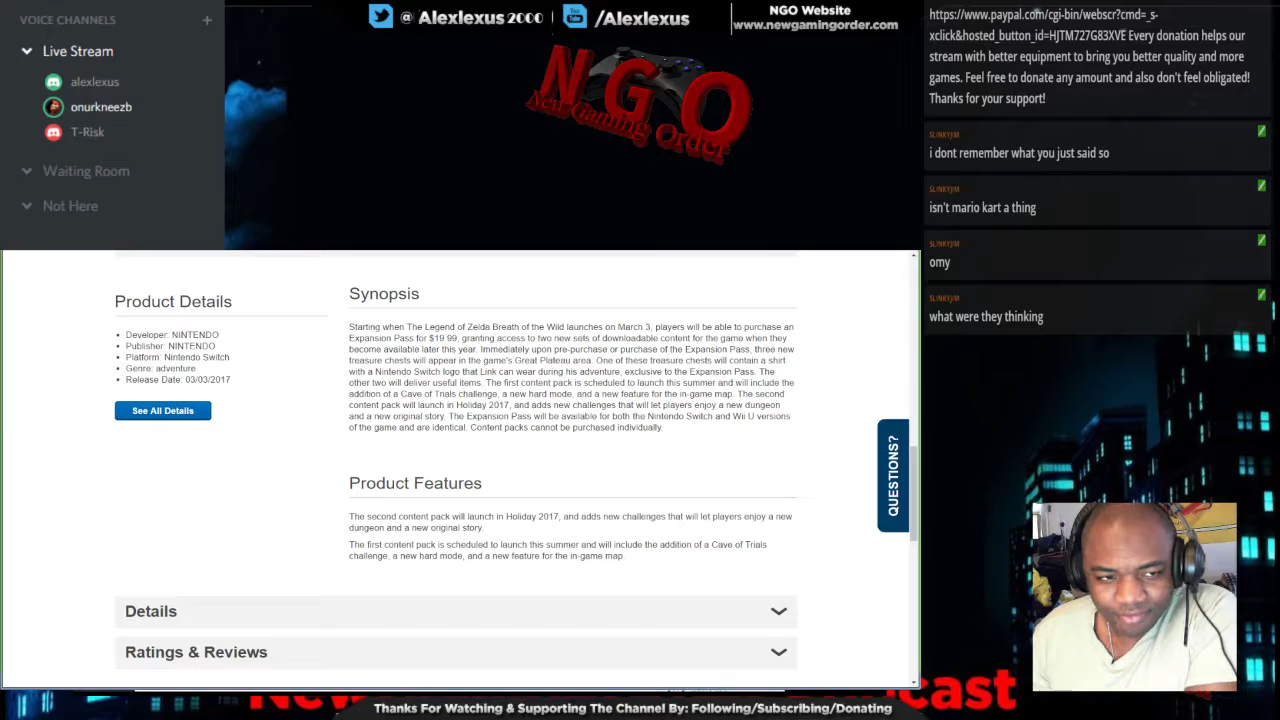 VOICE CHANNELS
Live Stream
alexlexus
onurkneezb
T-Risk
Waiting Room
Not Here
@ Alexlexus 2000
You Tube
/Alexlexus
NGO Website
www.newgamingorder.com
NGO
New Gaming Order
https://www.paypal.com/cgi-bin/webscr?cmd=_s-
xclick&hosted_button_id=HJTM727G83XVE Every donation helps our
stream with better equipment to bring you better quality and more
games. Feel free to donate any amount and also don't feel obligated!
Thanks for your support!
SLINKYJIM
i dont remember what you just said so
SLINKYJIM
isn't mario kart a thing
SLINKYJIM
omy
SLINKYJIM
what were they thinking
Product Details
Developer: NINTENDO
Publisher: NINTENDO
Platform: Nintendo Switch
Genre: adventure
Release Date: 03/03/2017
See All Details
Synopsis
Starting when The Legend of Zelda Breath of the Wild launches on March 3, players will be able to purchase an
Expansion Pass for $19.99, granting access to two new sets of downloadable content for the game when they
become available later this year. Immediately upon pre-purchase or purchase of the Expansion Pass, three new
treasure chests will appear in the game's Great Plateau area. One of these treasure chests will contain a shirt
with a Nintendo Switch logo that Link can wear during his adventure, exclusive to the Expansion Pass. The
other two will deliver useful items. The first content pack is scheduled to launch this summer and will include the
addition of a Cave of Trials challenge, a new hard mode, and a new feature for the in-game map. The second
content pack will launch in Holiday 2017, and adds new challenges that will let players enjoy a new dungeon
and a new original story. The Expansion Pass will be available for both the Nintendo Switch and Wii U versions
of the game and are identical. Content packs cannot be purchased individually.
Product Features
The second content pack will launch in Holiday 2017, and adds new challenges that will let players enjoy a new
dungeon and a new original story.
The first content pack is scheduled to launch this summer and will include the addition of a Cave of Trials
challenge, a new hard mode, and a new feature for the in-game map.
QUESTIONS?
Details
Ratings & Reviews
Thanks For Watching & Supporting The Channel By: Following/Subscribing/Donating